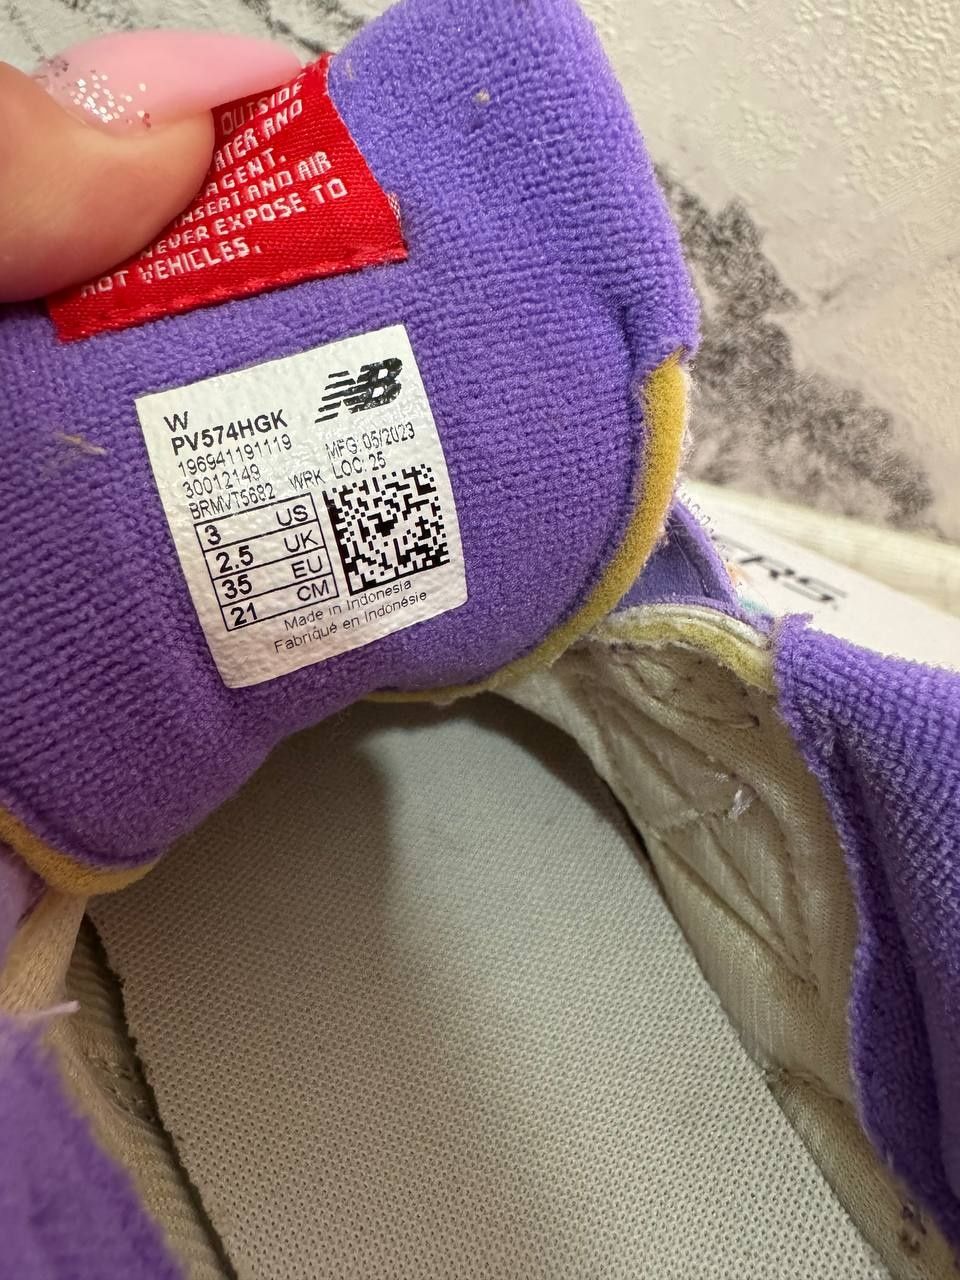 OUTSIDE
AND
AGENT.
INSERT AND AIR
NEVER EXPOSE TO
HOT VEHICLES.
NB
W
PV574HGK
196941191119 MFG: 05/2023
30012149 LOC: 25
BRMVT5682 WRK
3 US
2.5 UK
35 EU
21 CM
Made in Indonesia
Fabriqué en Indonésie